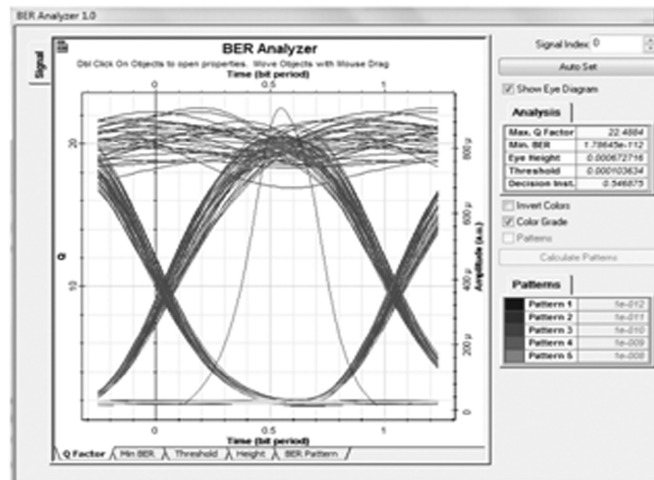 BER Analyzer 1.0
Signal
BER Analyzer
Dbl Click On Objects to open properties. Move Objects with Mouse Drag
Time (bit period)
0 0.5 1
20
10
Q
800 µ
600 µ
400 µ
200 µ
0
Amplitude (a.u.)
0 0.5 1
Time (bit period)
Q Factor Min BER Threshold Height BER Pattern
Signal Index: 0
Auto Set
Show Eye Diagram
Analysis
Max. Q Factor 22.4884
Min. BER 1.78645e-112
Eye Height 0.000672716
Threshold 0.000103634
Decision Inst. 0.546875
Invert Colors
Color Grade
Patterns
Calculate Patterns
Patterns
Pattern 1 1e-012
Pattern 2 1e-011
Pattern 3 1e-010
Pattern 4 1e-009
Pattern 5 1e-008